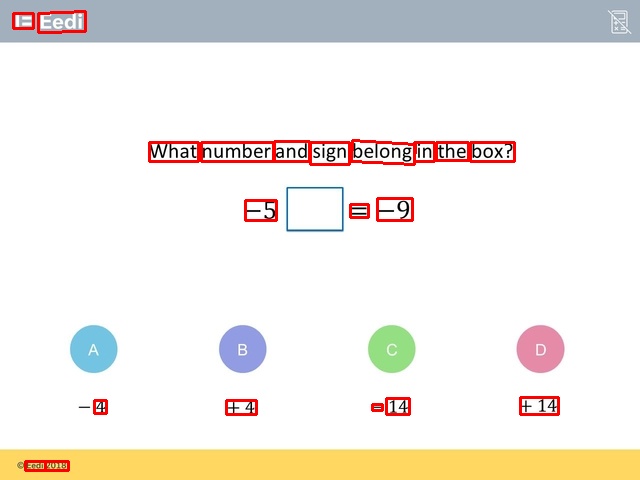 Eedi
What number and sign belong in the box?
−5 = −9
A B C D
− 4 + 4 − 14 + 14
© Eedi 2018